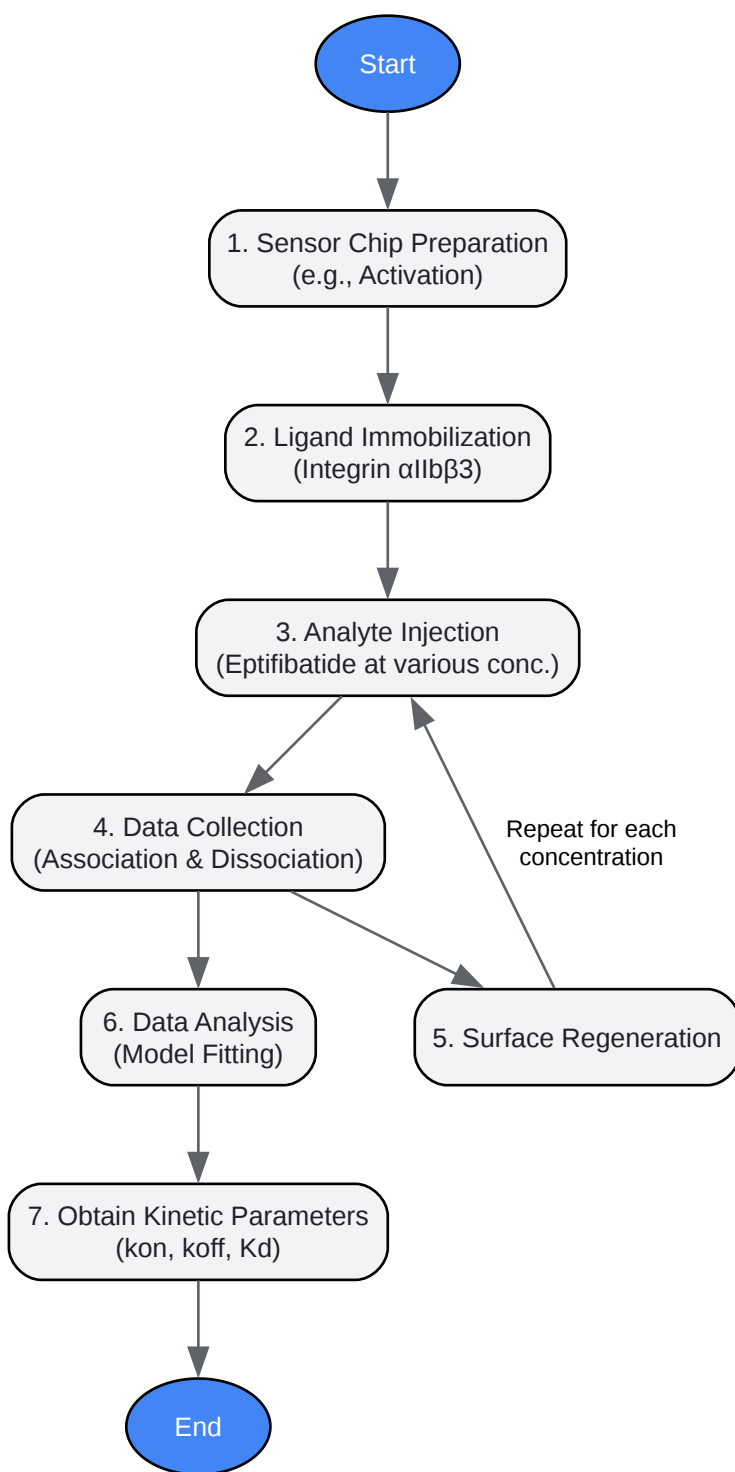 Start
1. Sensor Chip Preparation
(e.g., Activation)
2. Ligand Immobilization
(Integrin αIIbβ3)
3. Analyte Injection
(Eptifibatide at various conc.)
4. Data Collection
(Association & Dissociation)
Repeat for each
concentration
6. Data Analysis
(Model Fitting)
5. Surface Regeneration
7. Obtain Kinetic Parameters
(kon, koff, Kd)
End